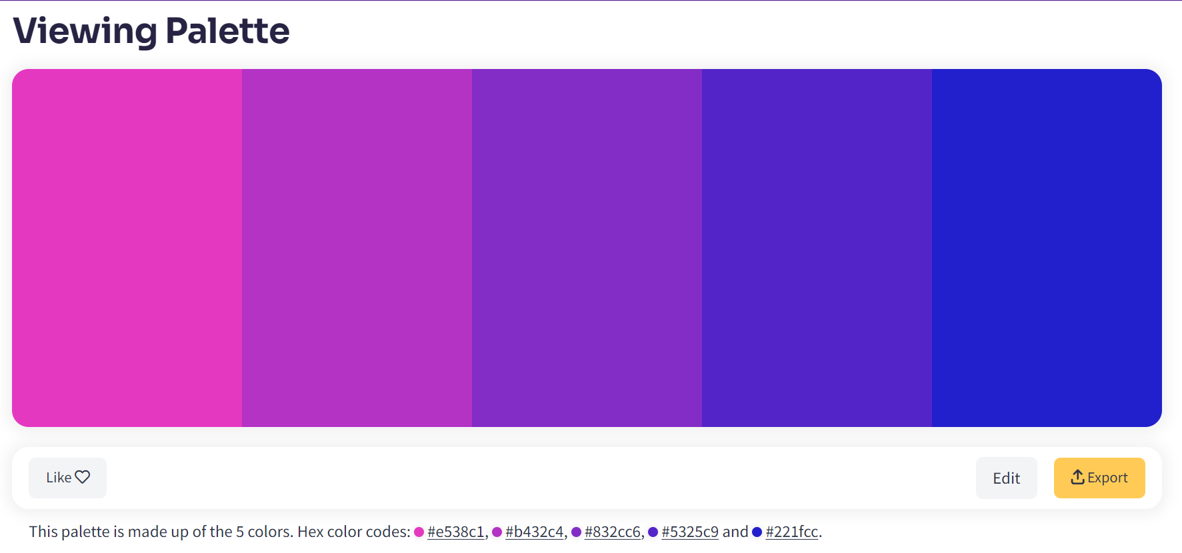 Viewing Palette
Like
Edit
Export
This palette is made up of the 5 colors. Hex color codes: #e538c1, #b432c4, #832cc6, #5325c9 and #221fcc.